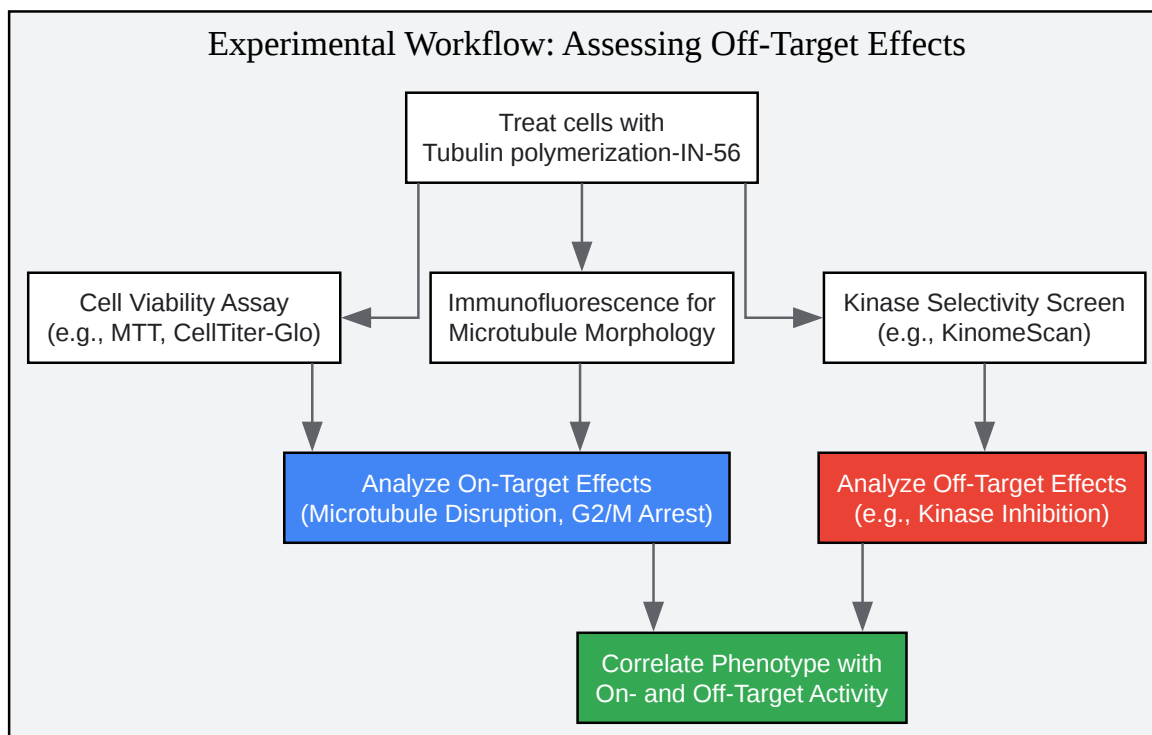 Experimental Workflow: Assessing Off-Target Effects
Treat cells with
Tubulin polymerization-IN-56
Cell Viability Assay
(e.g., MTT, CellTiter-Glo)
Immunofluorescence for
Microtubule Morphology
Kinase Selectivity Screen
(e.g., KinomeScan)
Analyze On-Target Effects
(Microtubule Disruption, G2/M Arrest)
Analyze Off-Target Effects
(e.g., Kinase Inhibition)
Correlate Phenotype with
On- and Off-Target Activity